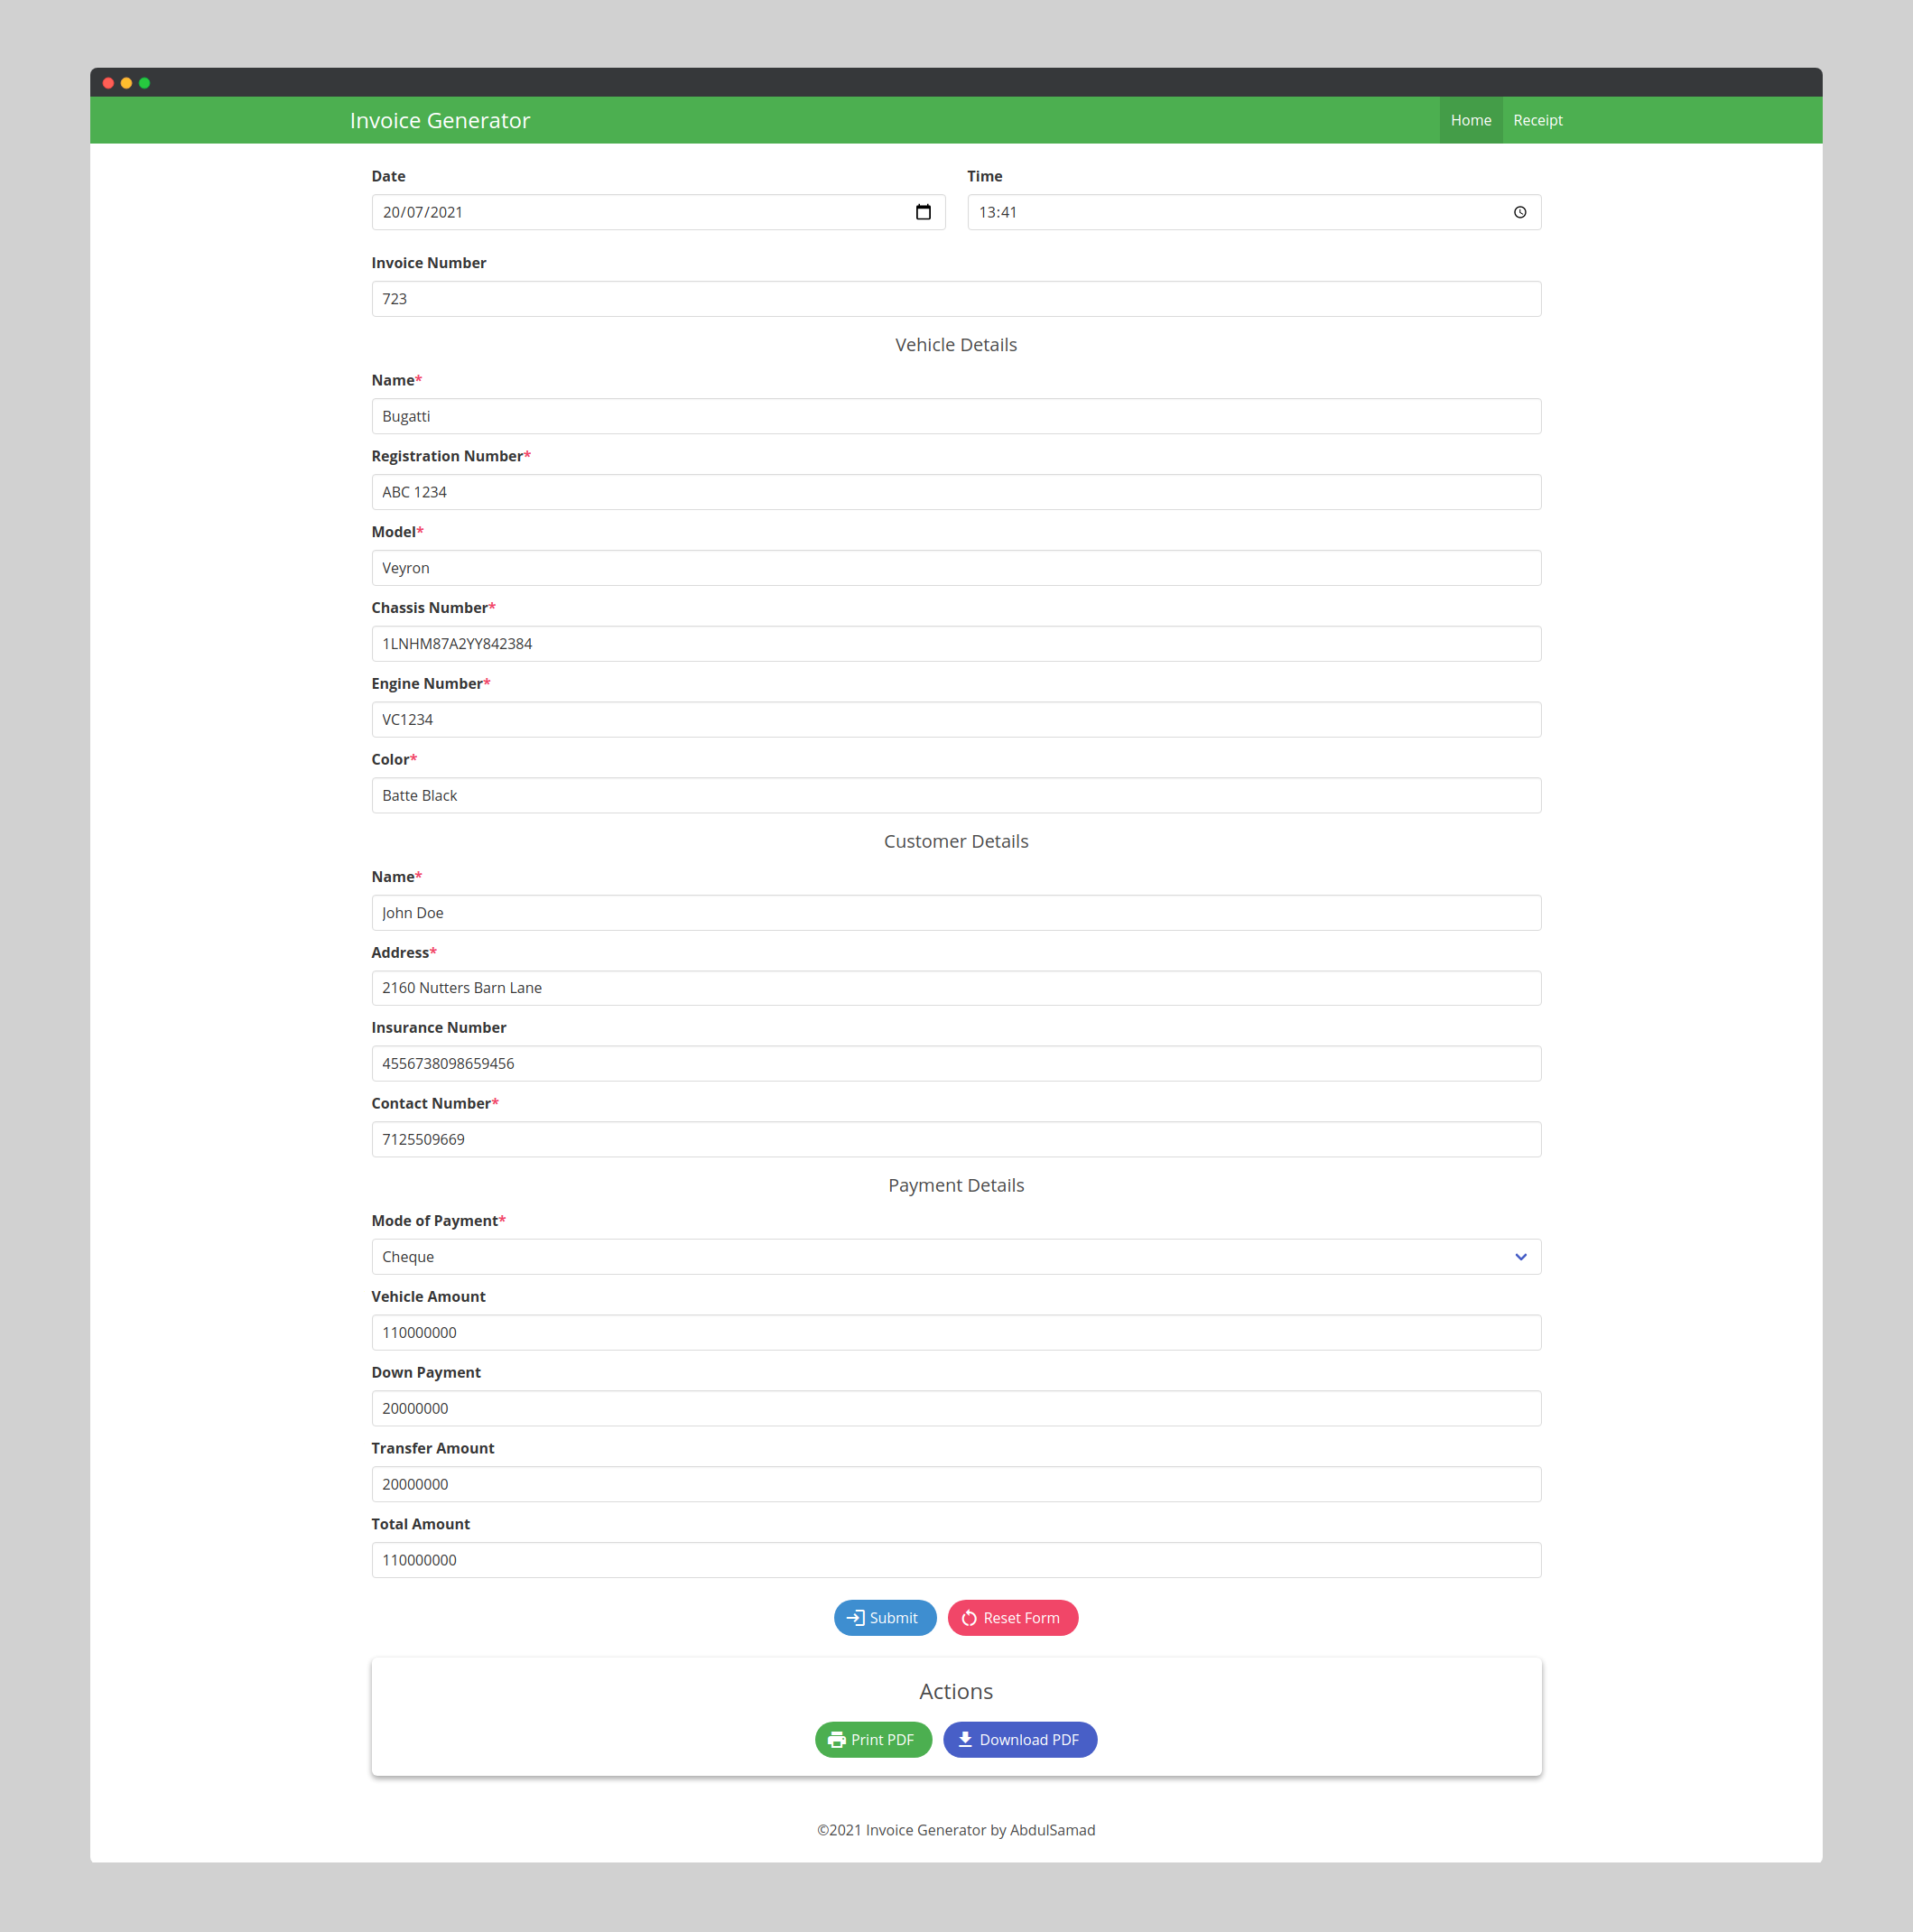 Invoice Generator Home Receipt
Date Time
20/07/2021 13:41
Invoice Number
723
Vehicle Details
Name*
Bugatti
Registration Number*
ABC 1234
Model*
Veyron
Chassis Number*
1LNHM87A2YY842384
Engine Number*
VC1234
Color*
Batte Black
Customer Details
Name*
John Doe
Address*
2160 Nutters Barn Lane
Insurance Number
4556738098659456
Contact Number*
7125509669
Payment Details
Mode of Payment*
Cheque
Vehicle Amount
110000000
Down Payment
20000000
Transfer Amount
20000000
Total Amount
110000000
Submit Reset Form
Actions
Print PDF Download PDF
©2021 Invoice Generator by AbdulSamad